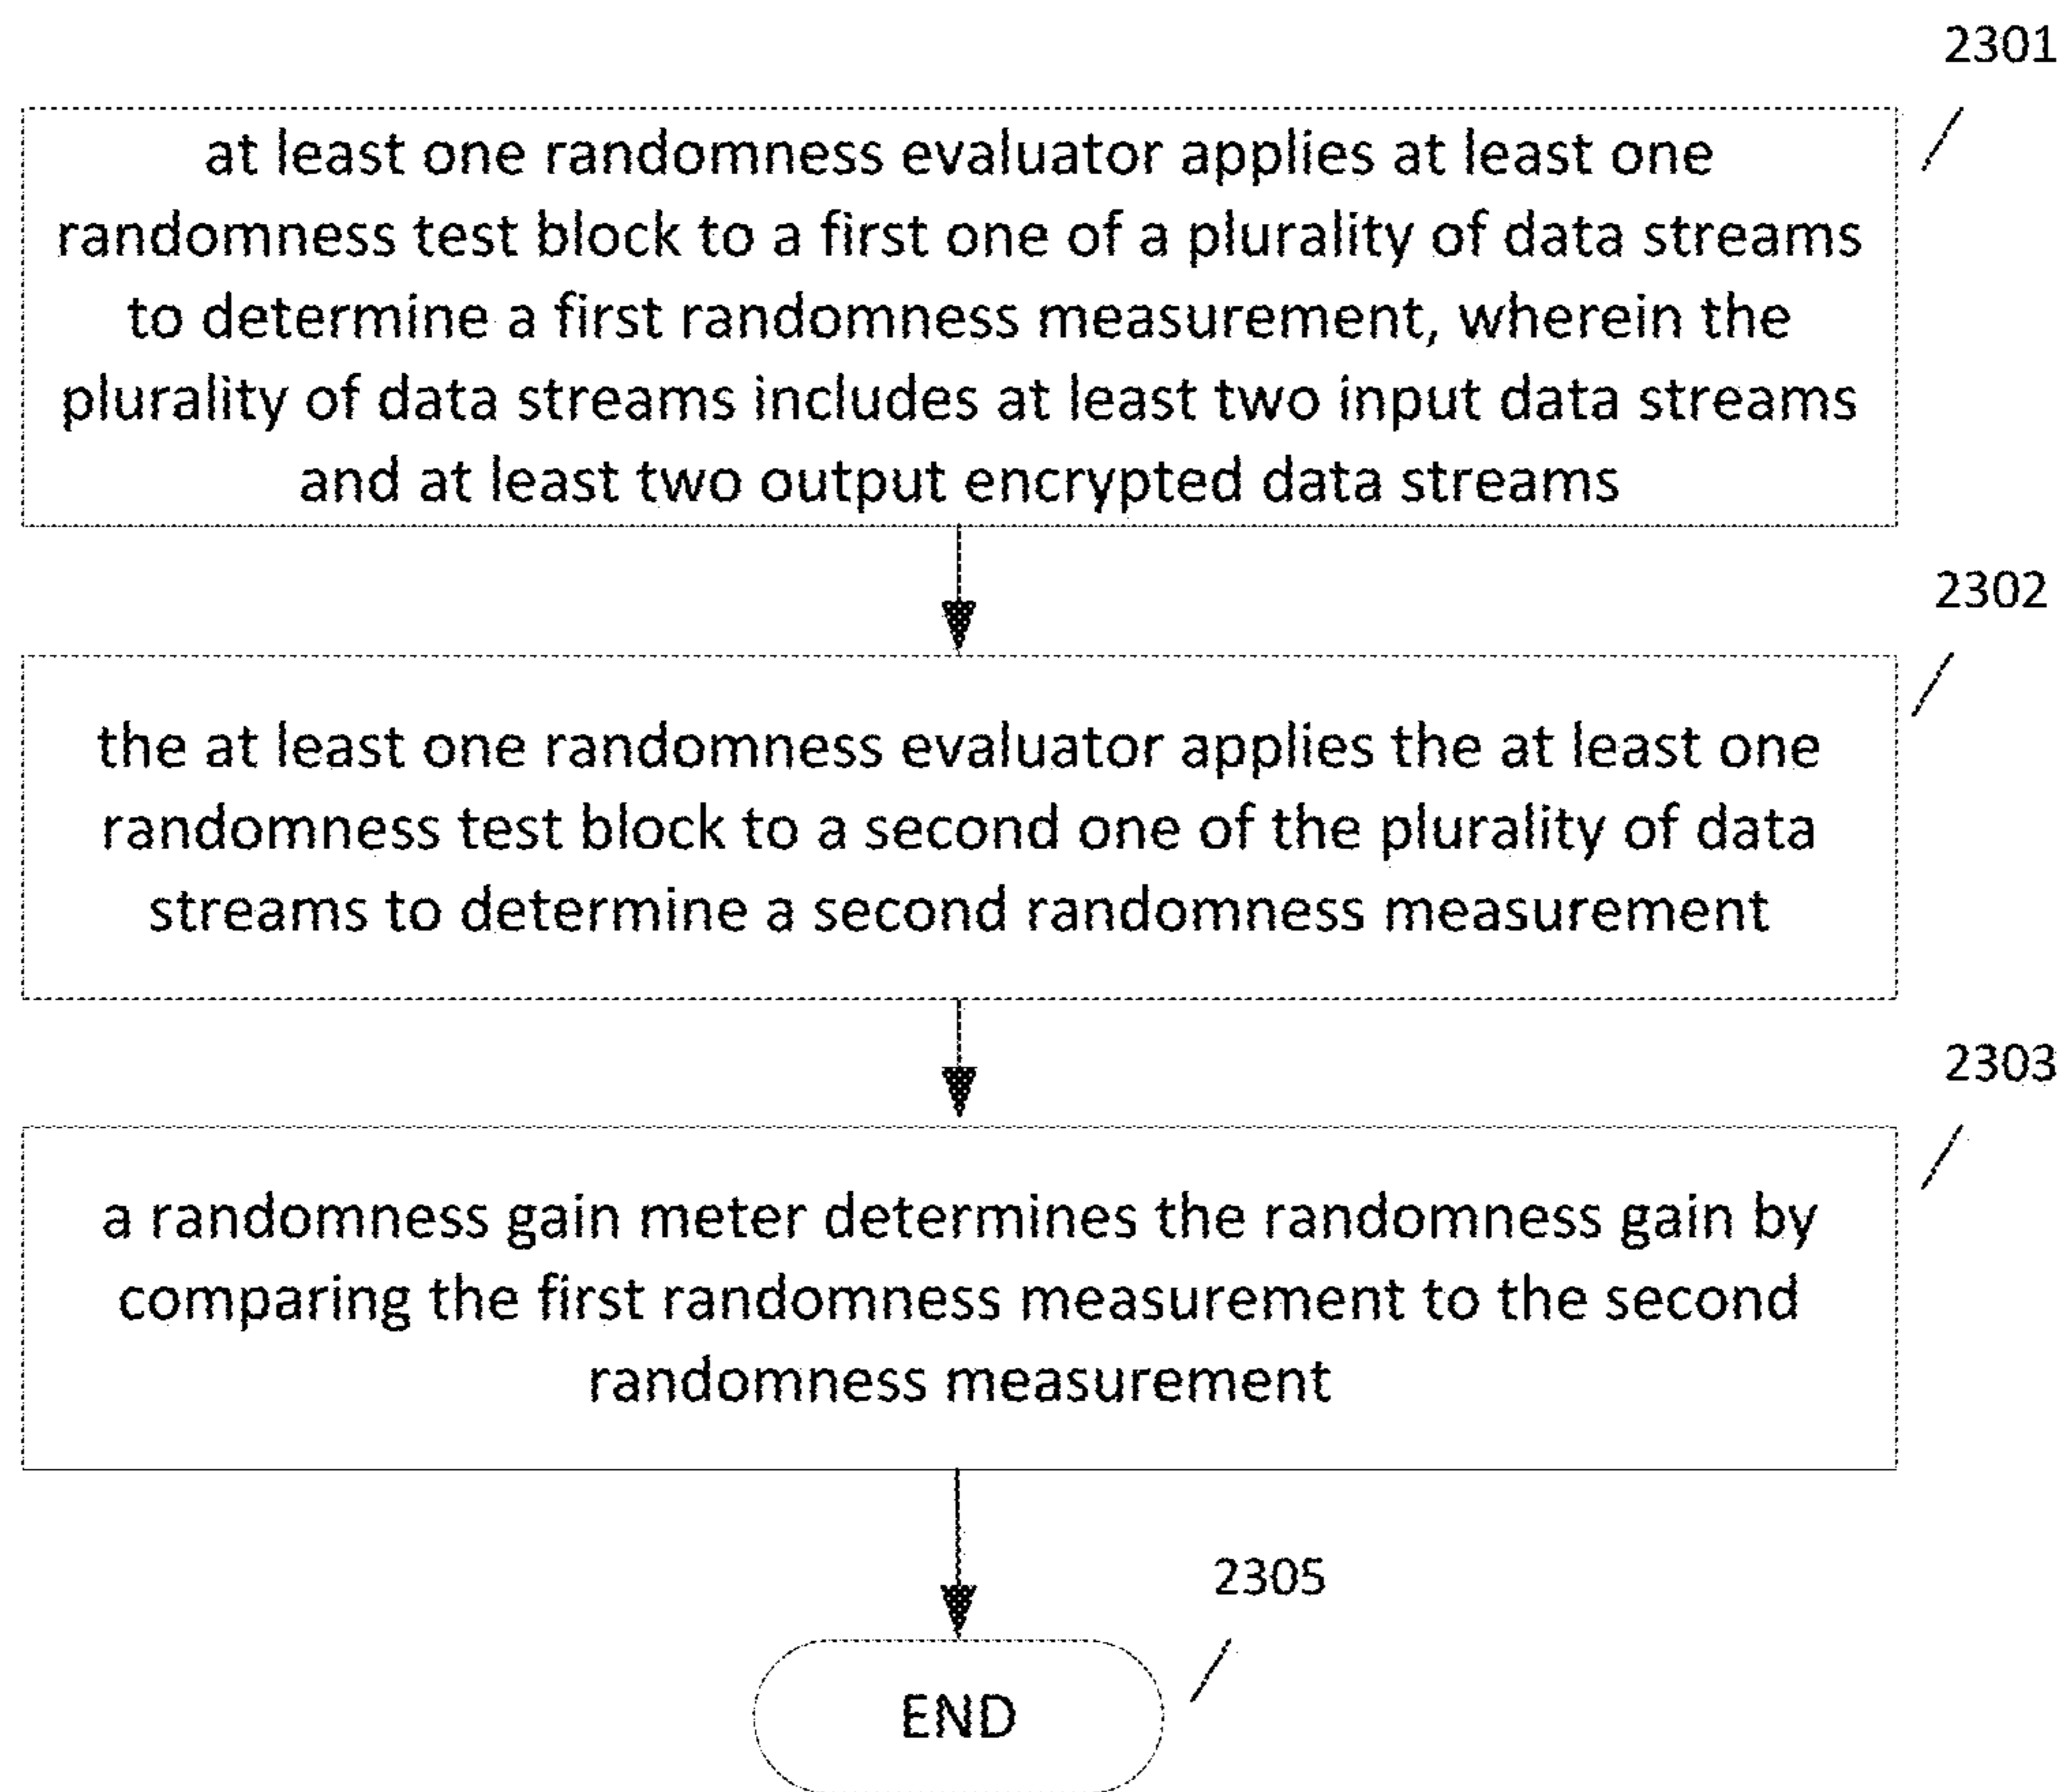 2301
at least one randomness evaluator applies at least one
randomness test block to a first one of a plurality of data streams
to determine a first randomness measurement, wherein the
plurality of data streams includes at least two input data streams
and at least two output encrypted data streams
2302
the at least one randomness evaluator applies the at least one
randomness test block to a second one of the plurality of data
streams to determine a second randomness measurement
2303
a randomness gain meter determines the randomness gain by
comparing the first randomness measurement to the second
randomness measurement
2305
END